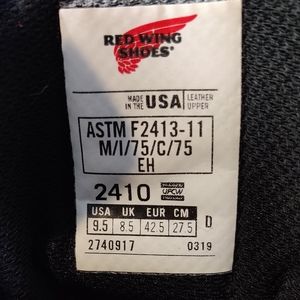 RED WING
SHOES®
MADE IN THE USA LEATHER UPPER
ASTM F2413-11
M/I/75/C/75
EH
2410 UFCW
USA UK EUR CM
9.5 8.5 42.5 27.5 D
2740917 0319